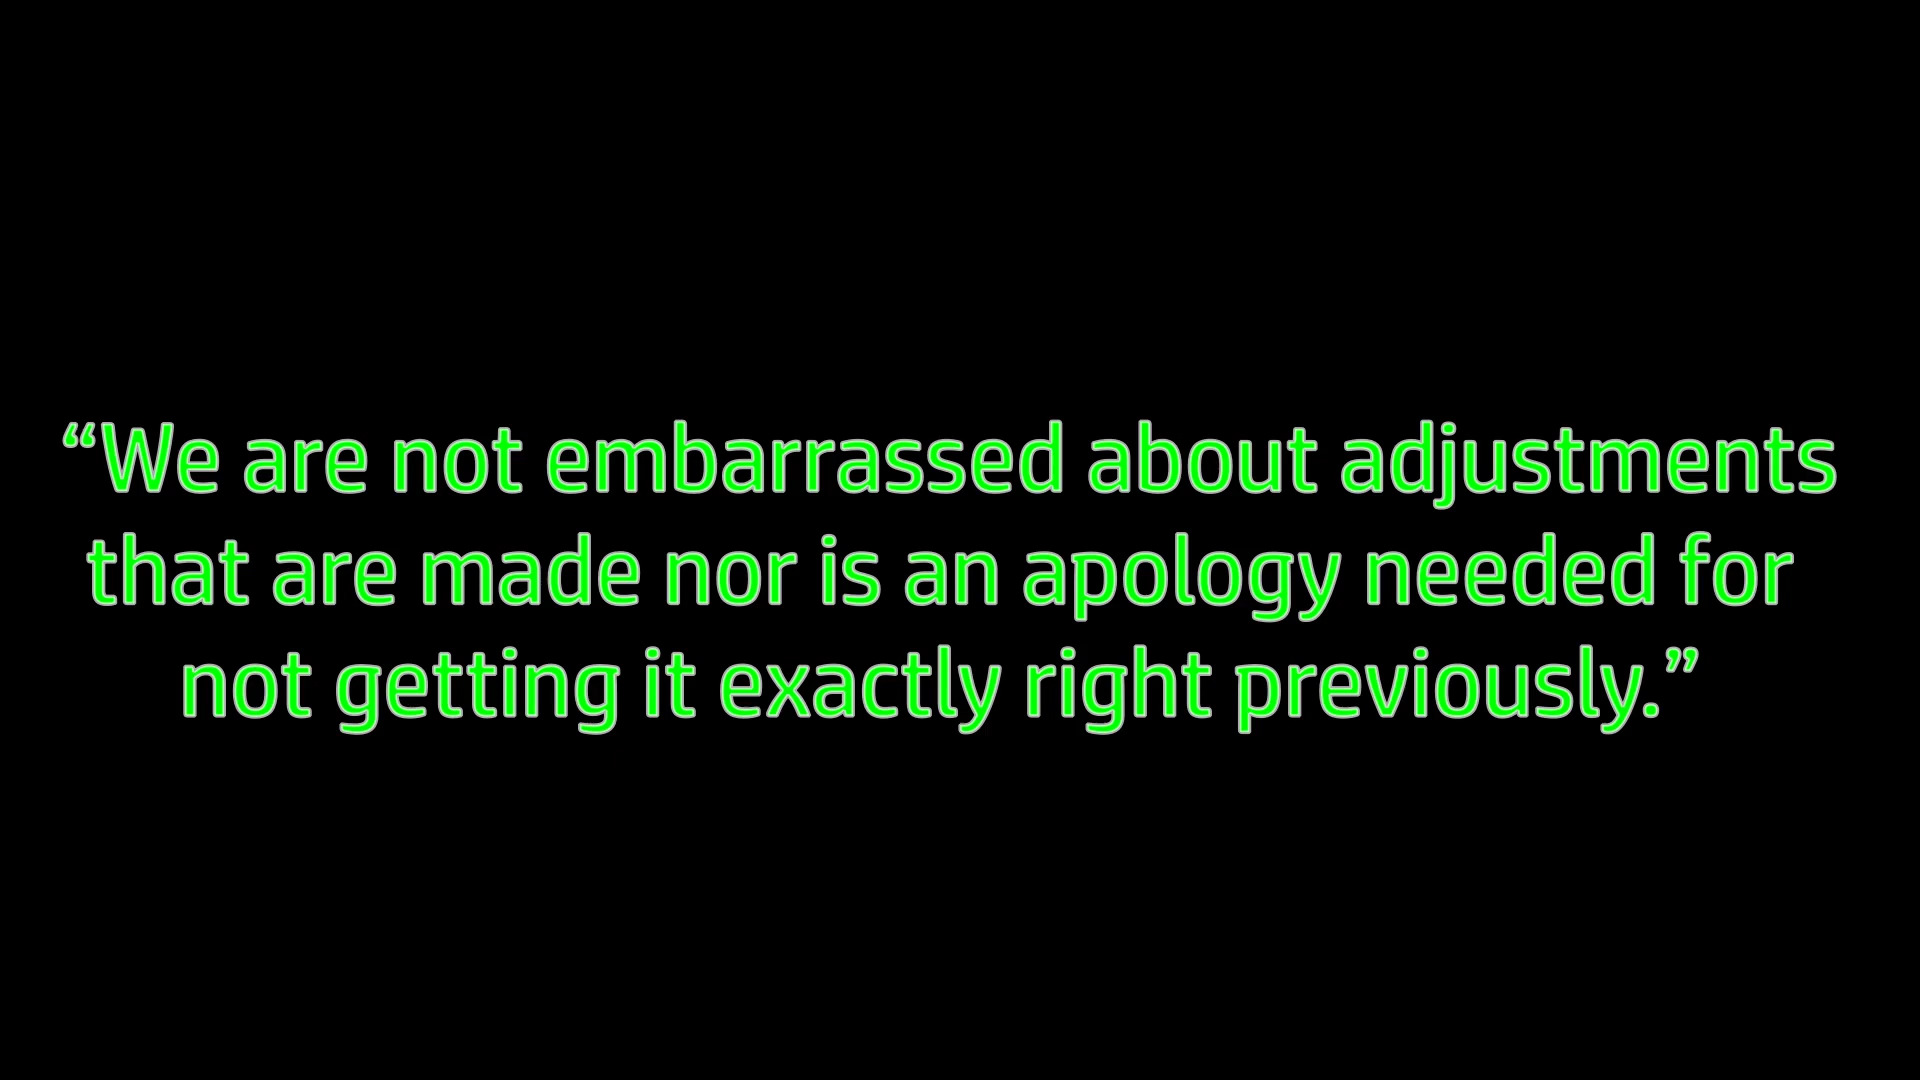 “We are not embarrassed about adjustments
that are made nor is an apology needed for
not getting it exactly right previously.”